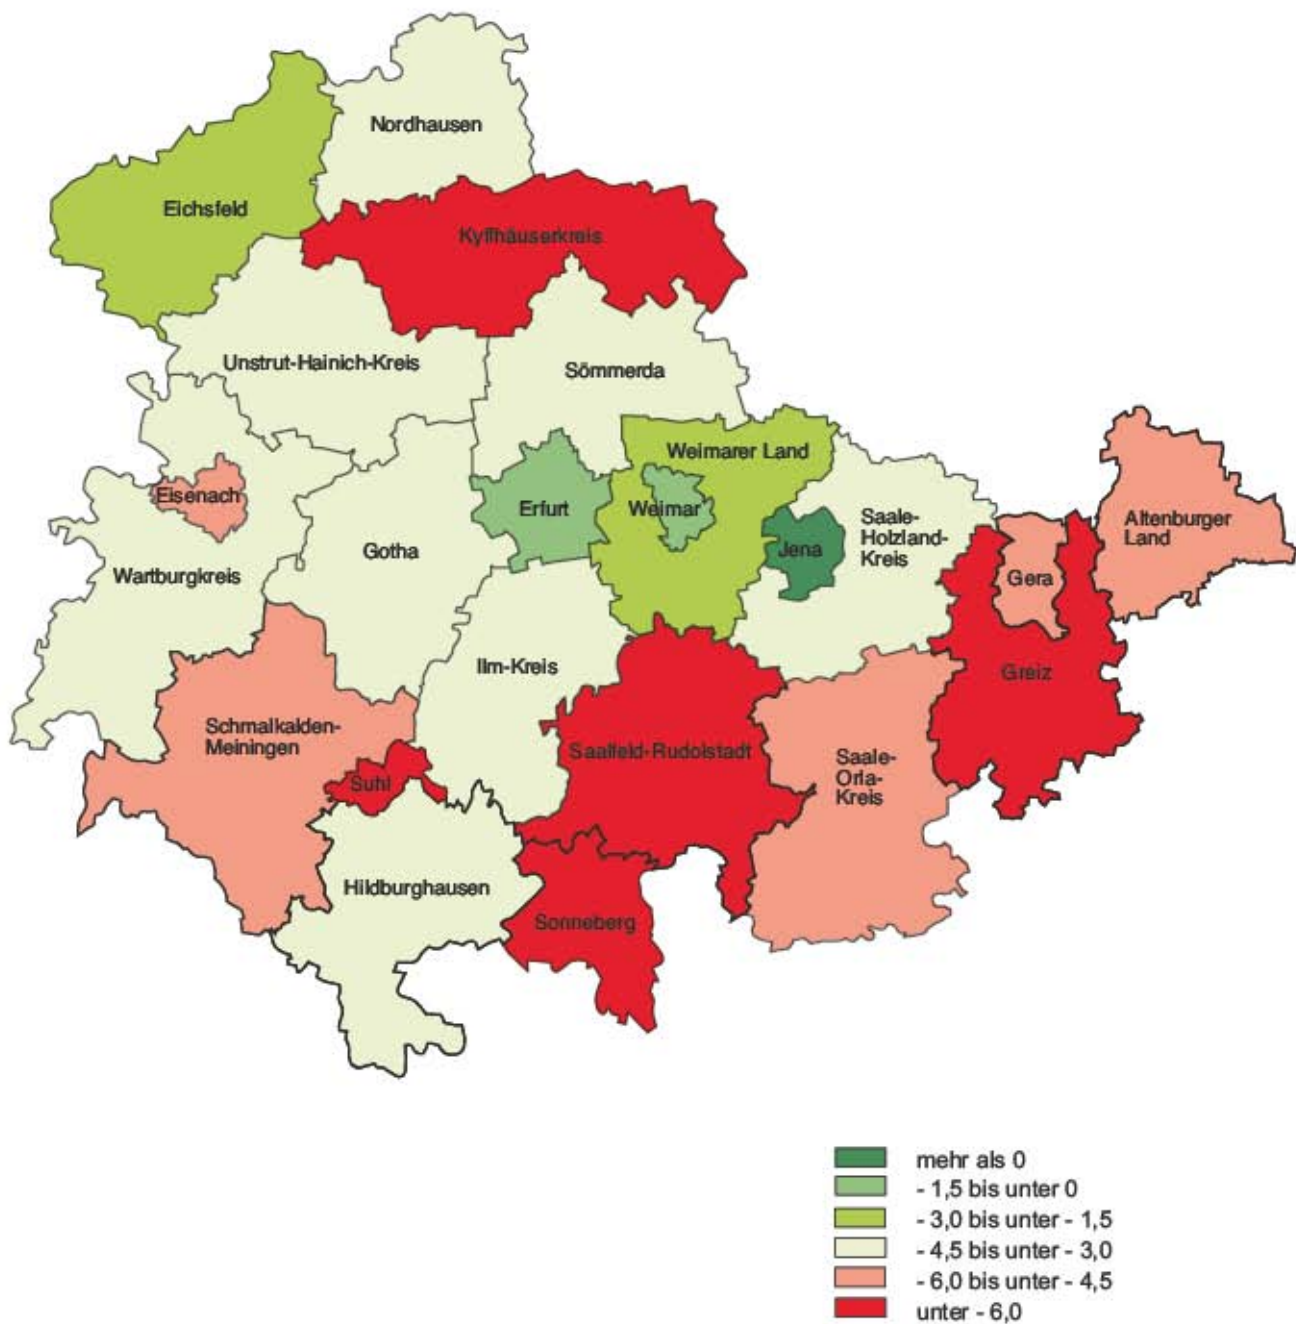 Nordhausen
Eichsfeld
Kyffhäuserkreis
Unstrut-Hainich-Kreis
Sömmerda
Weimarer Land
Eisenach
Erfurt
Weimar
Saale-
Holzland-
Kreis
Altenburger
Land
Gotha
Jena
Wartburgkreis
Gera
Ilm-Kreis
Greiz
Schmalkalden-
Meiningen
Saalfeld-Rudolstadt
Saale-
Orla-
Kreis
Suhl
Hildburghausen
Sonneberg
mehr als 0
- 1,5 bis unter 0
- 3,0 bis unter - 1,5
- 4,5 bis unter - 3,0
- 6,0 bis unter - 4,5
unter - 6,0